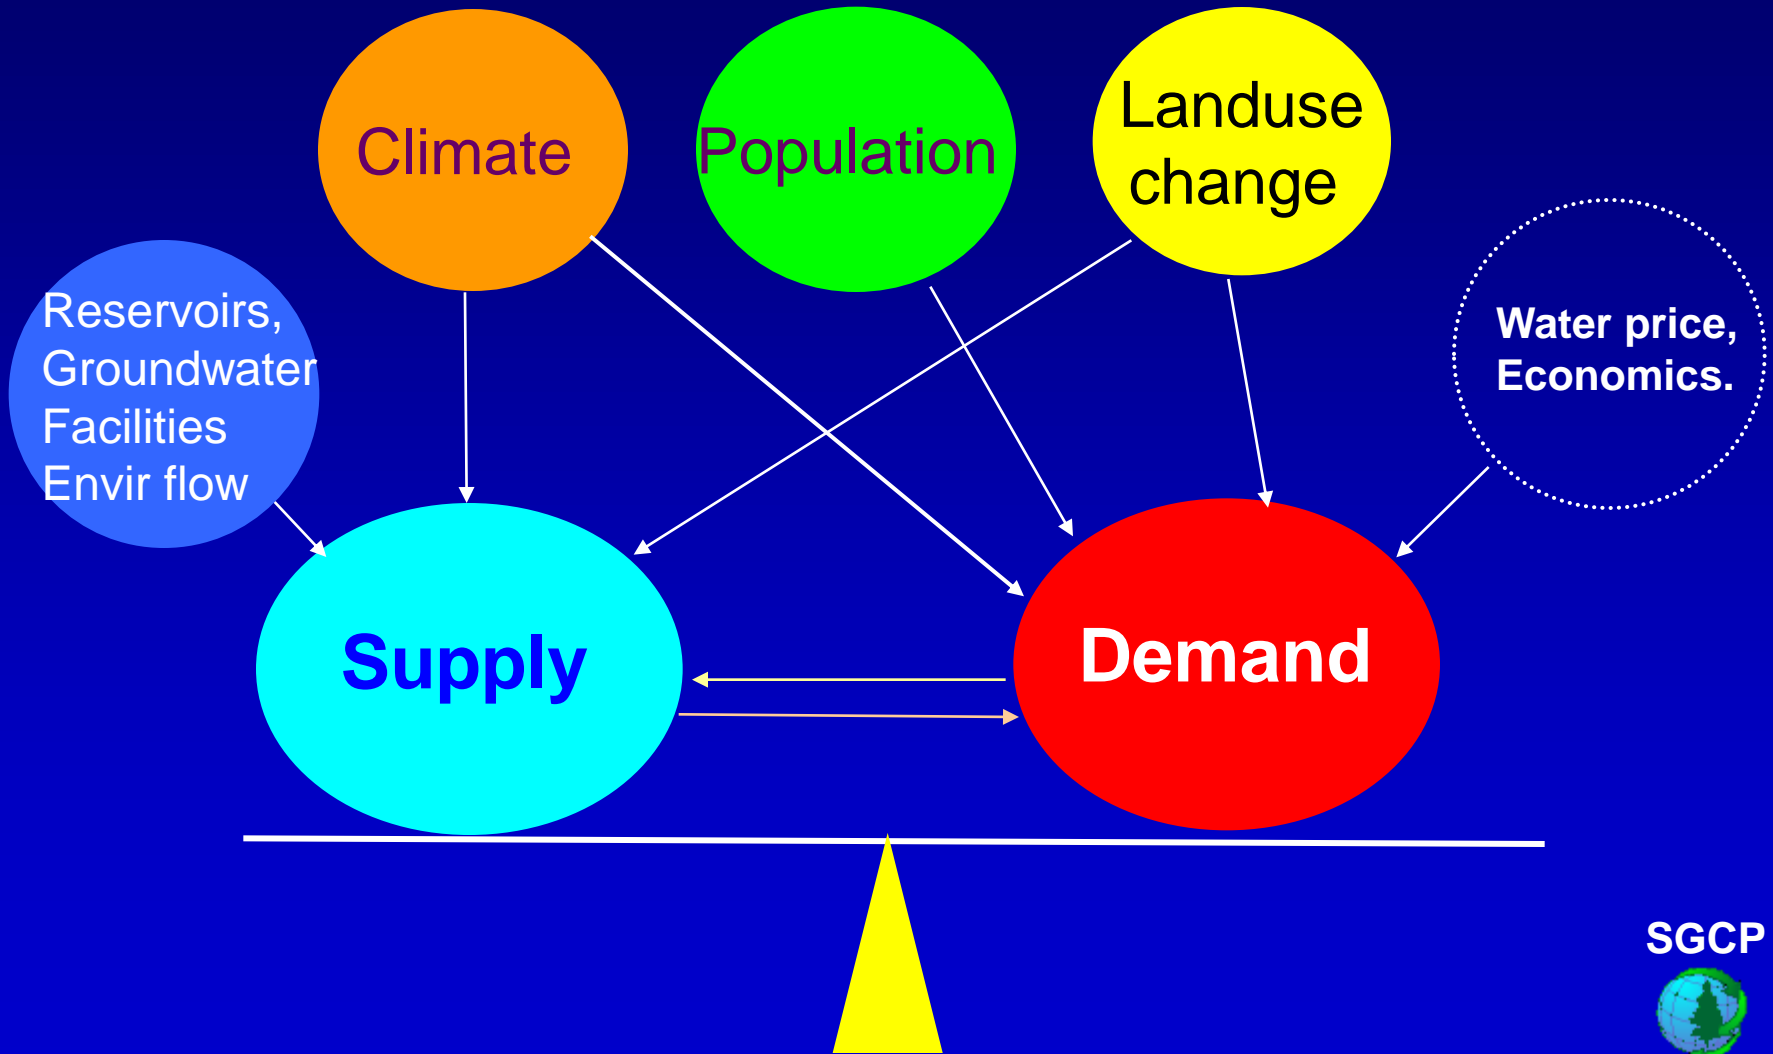 Climate
Population
Landuse
change
Reservoirs,
Groundwater
Facilities
Envir flow
Water price,
Economics.
Supply
Demand
SGCP